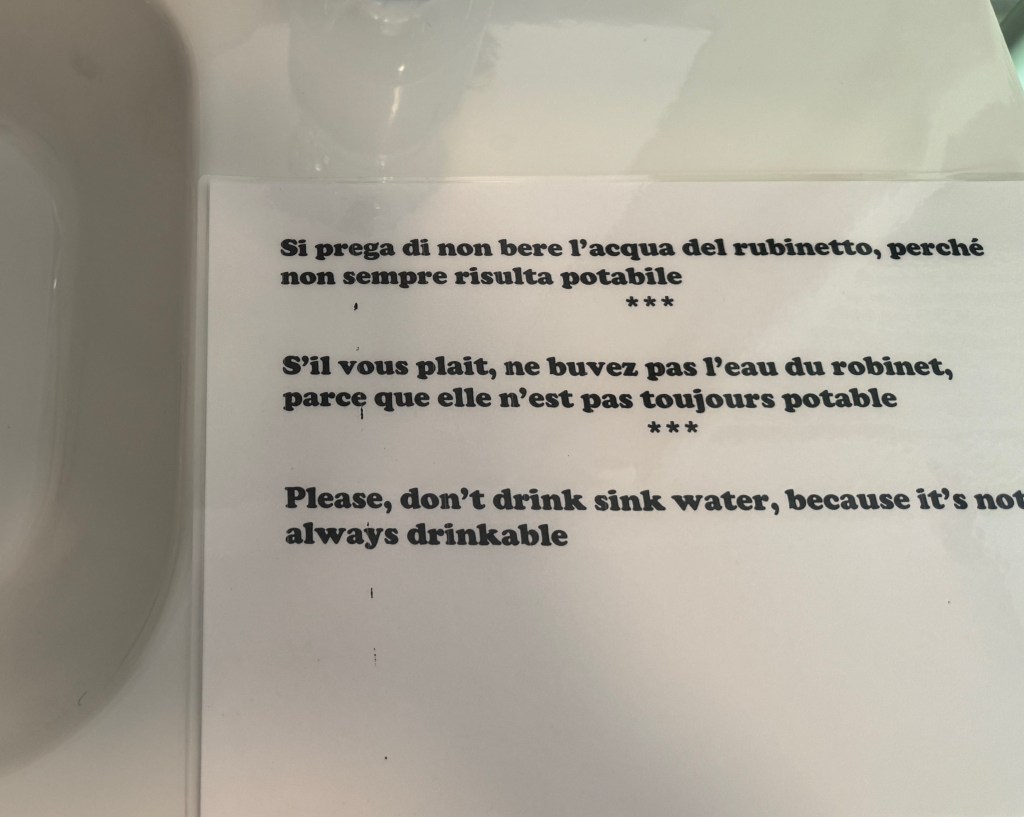 Si prega di non bere l'acqua del rubinetto, perché
non sempre risulta potabile
***
S'il vous plait, ne buvez pas l'eau du robinet,
parce que elle n'est pas toujours potable
***
Please, don't drink sink water, because it's not
always drinkable